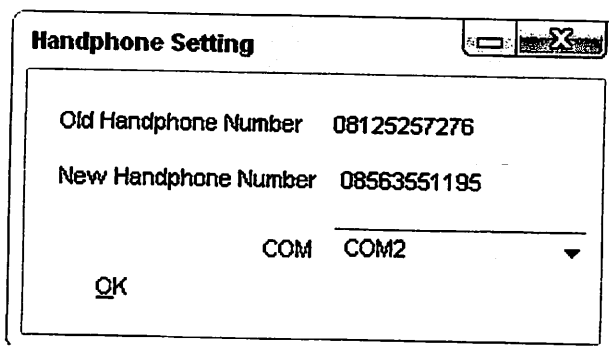 Handphone Setting
Old Handphone Number 08125257276
New Handphone Number 08563551195
COM COM2
OK